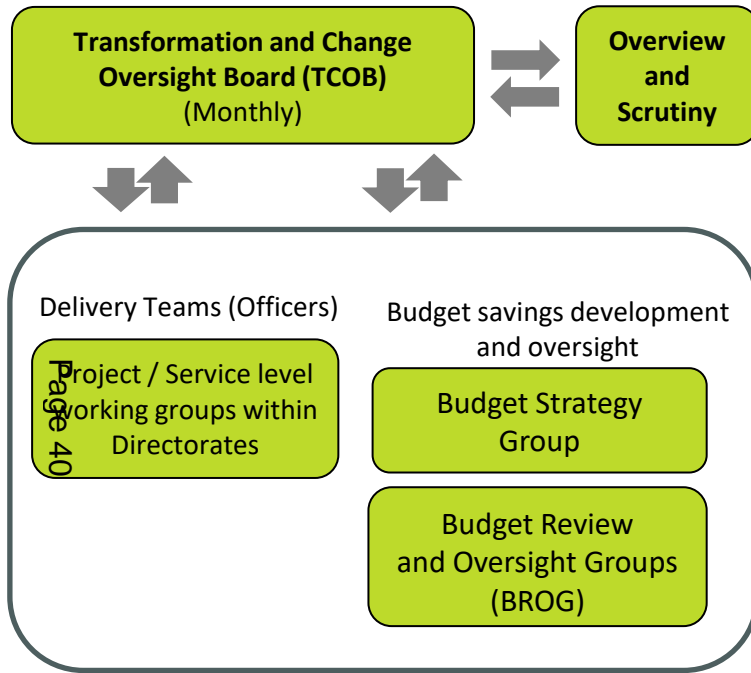 Transformation and Change
Oversight Board (TCOB)
(Monthly)
Overview
and
Scrutiny
Delivery Teams (Officers)
Project / Service level
working groups within
Directorates
Page 40
Budget savings development
and oversight
Budget Strategy
Group
Budget Review
and Oversight Groups
(BROG)